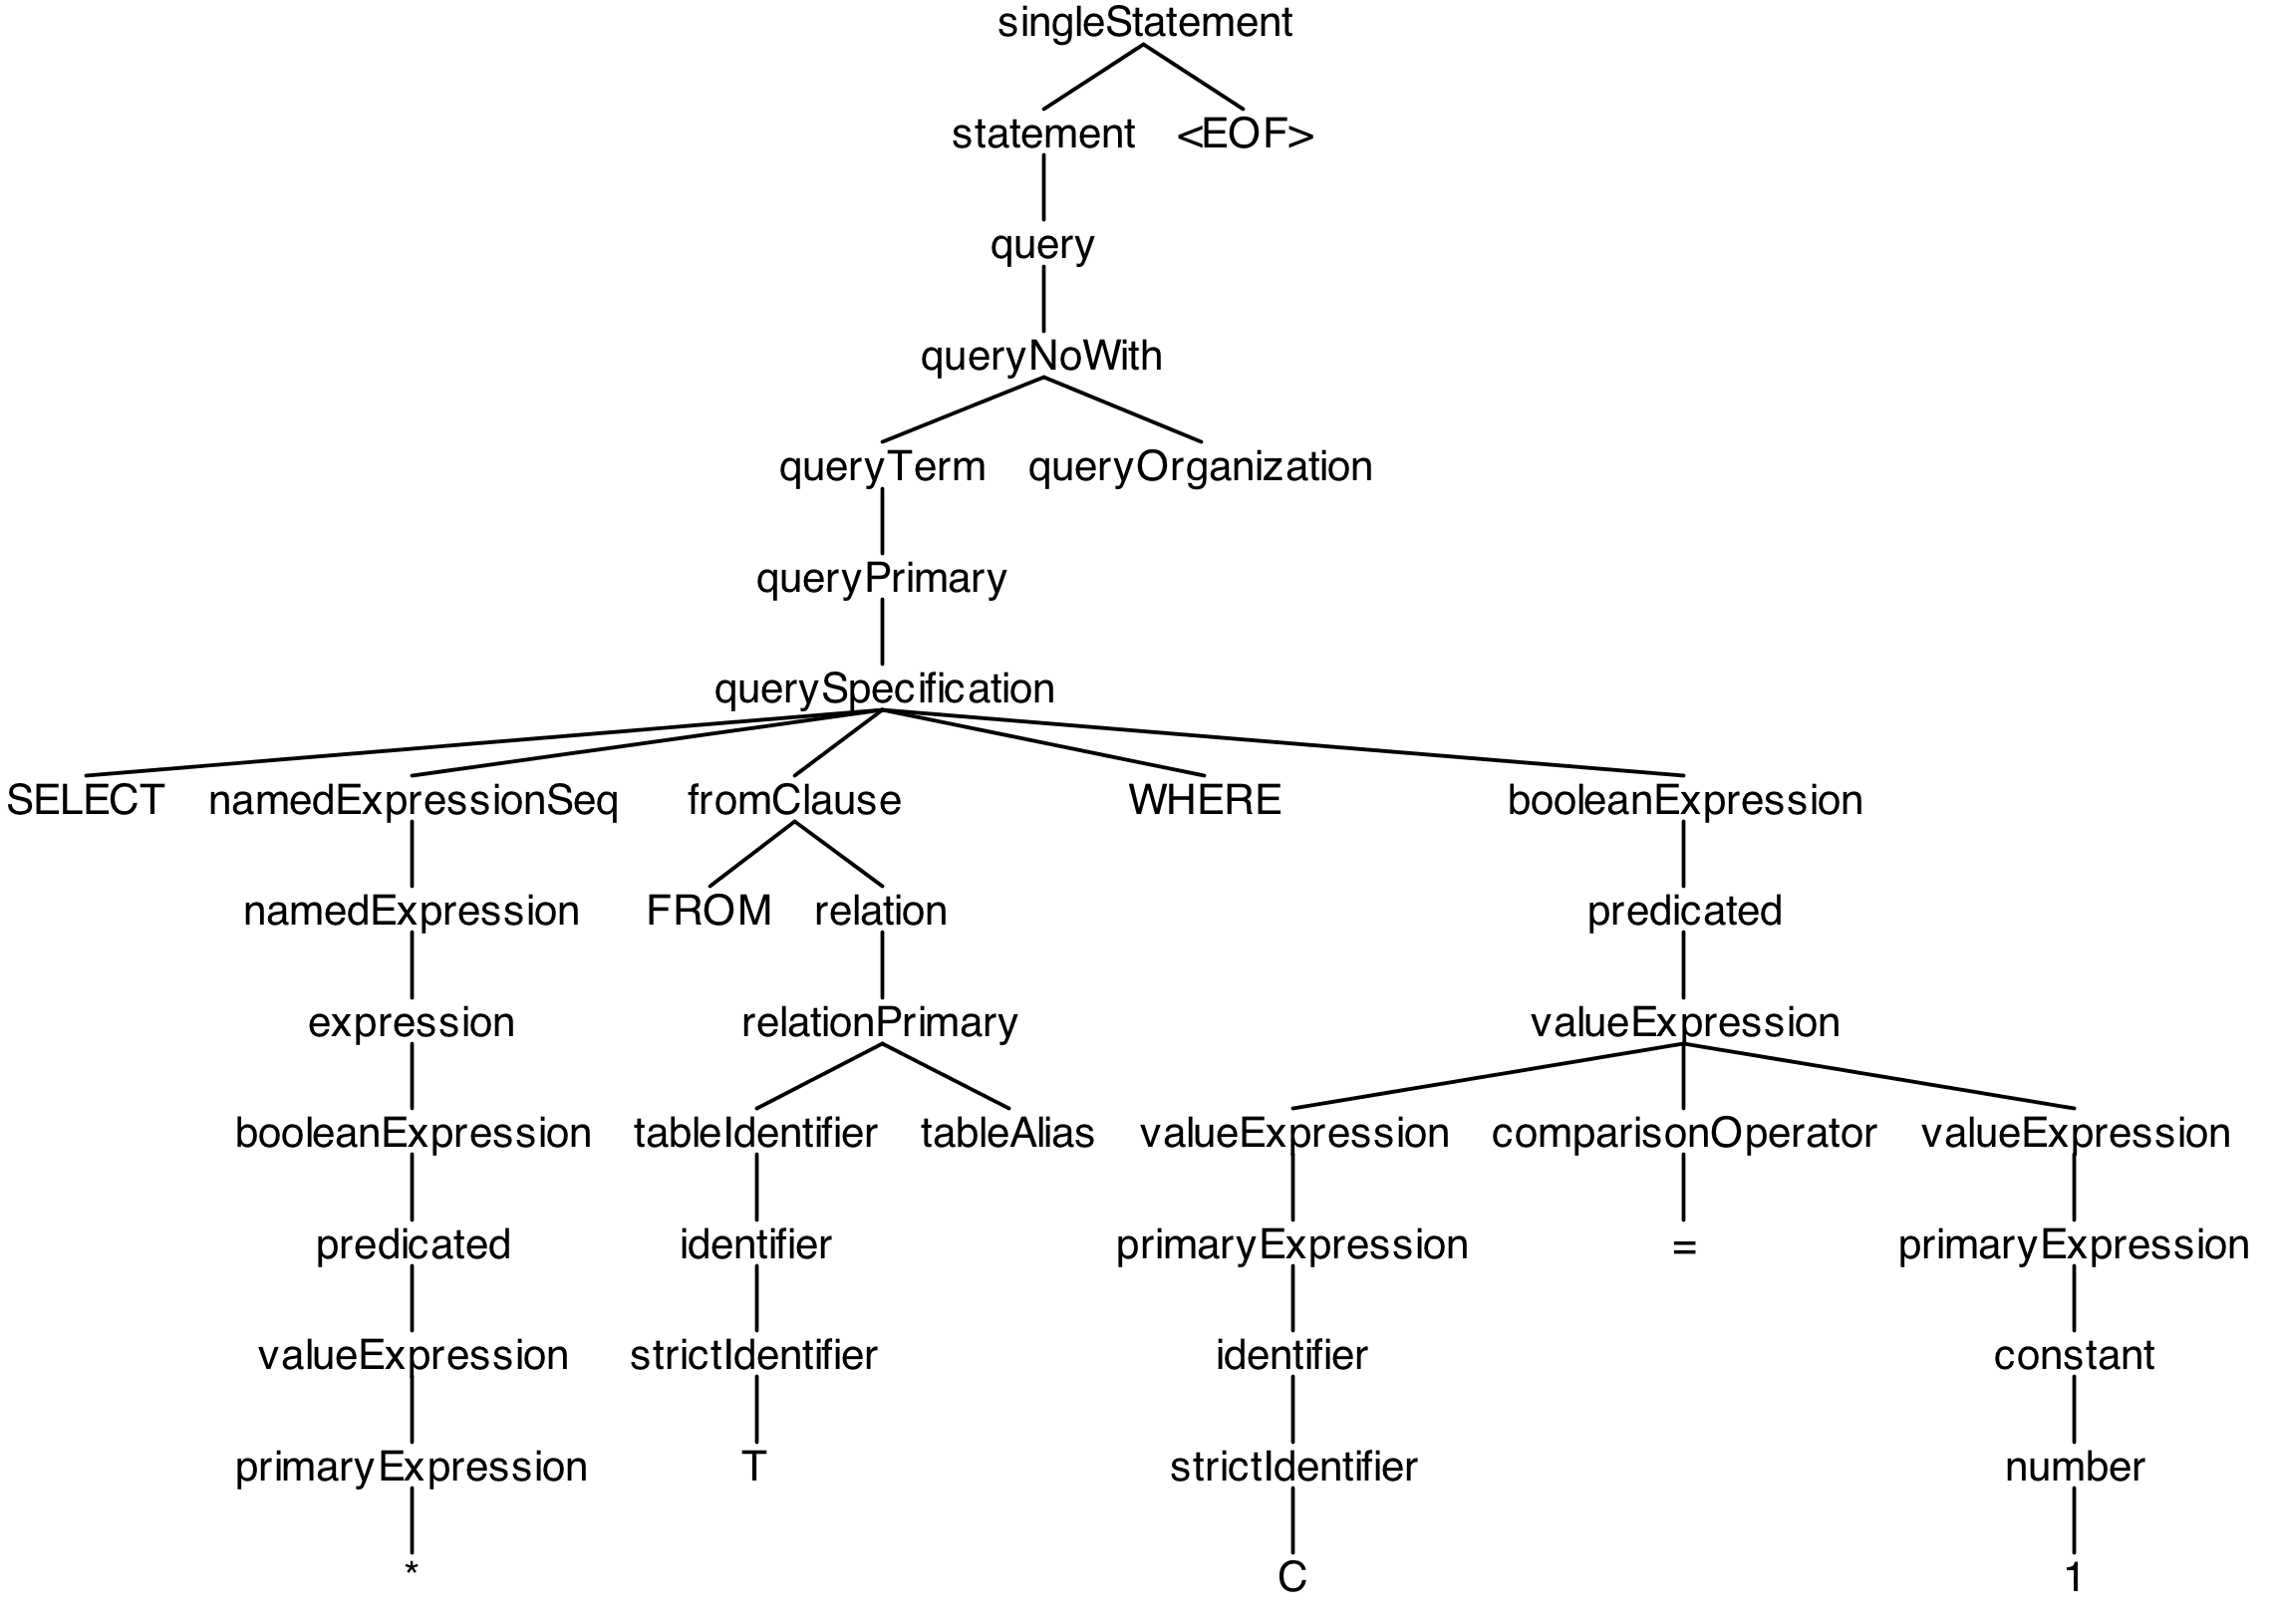 singleStatement
statement <EOF>
query
queryNoWith
queryTerm queryOrganization
queryPrimary
querySpecification
SELECT namedExpressionSeq fromClause WHERE booleanExpression
namedExpression FROM relation predicated
expression relationPrimary valueExpression
booleanExpression tableIdentifier tableAlias valueExpression comparisonOperator valueExpression
predicated identifier primaryExpression = primaryExpression
valueExpression strictIdentifier identifier constant
primaryExpression T strictIdentifier number
* C 1